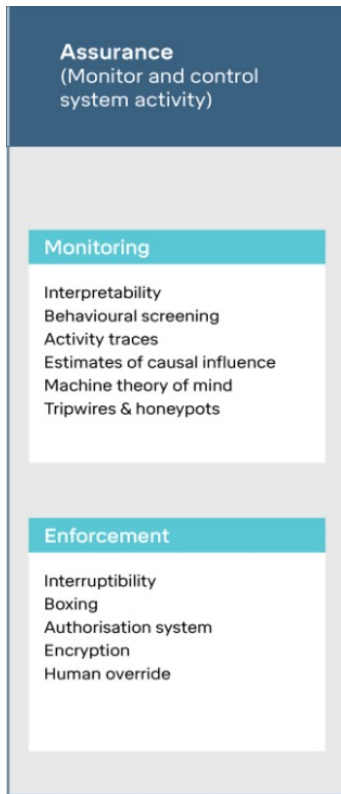 Assurance
(Monitor and control
system activity)
Monitoring
Interpretability
Behavioural screening
Activity traces
Estimates of causal influence
Machine theory of mind
Tripwires & honeypots
Enforcement
Interruptibility
Boxing
Authorisation system
Encryption
Human override